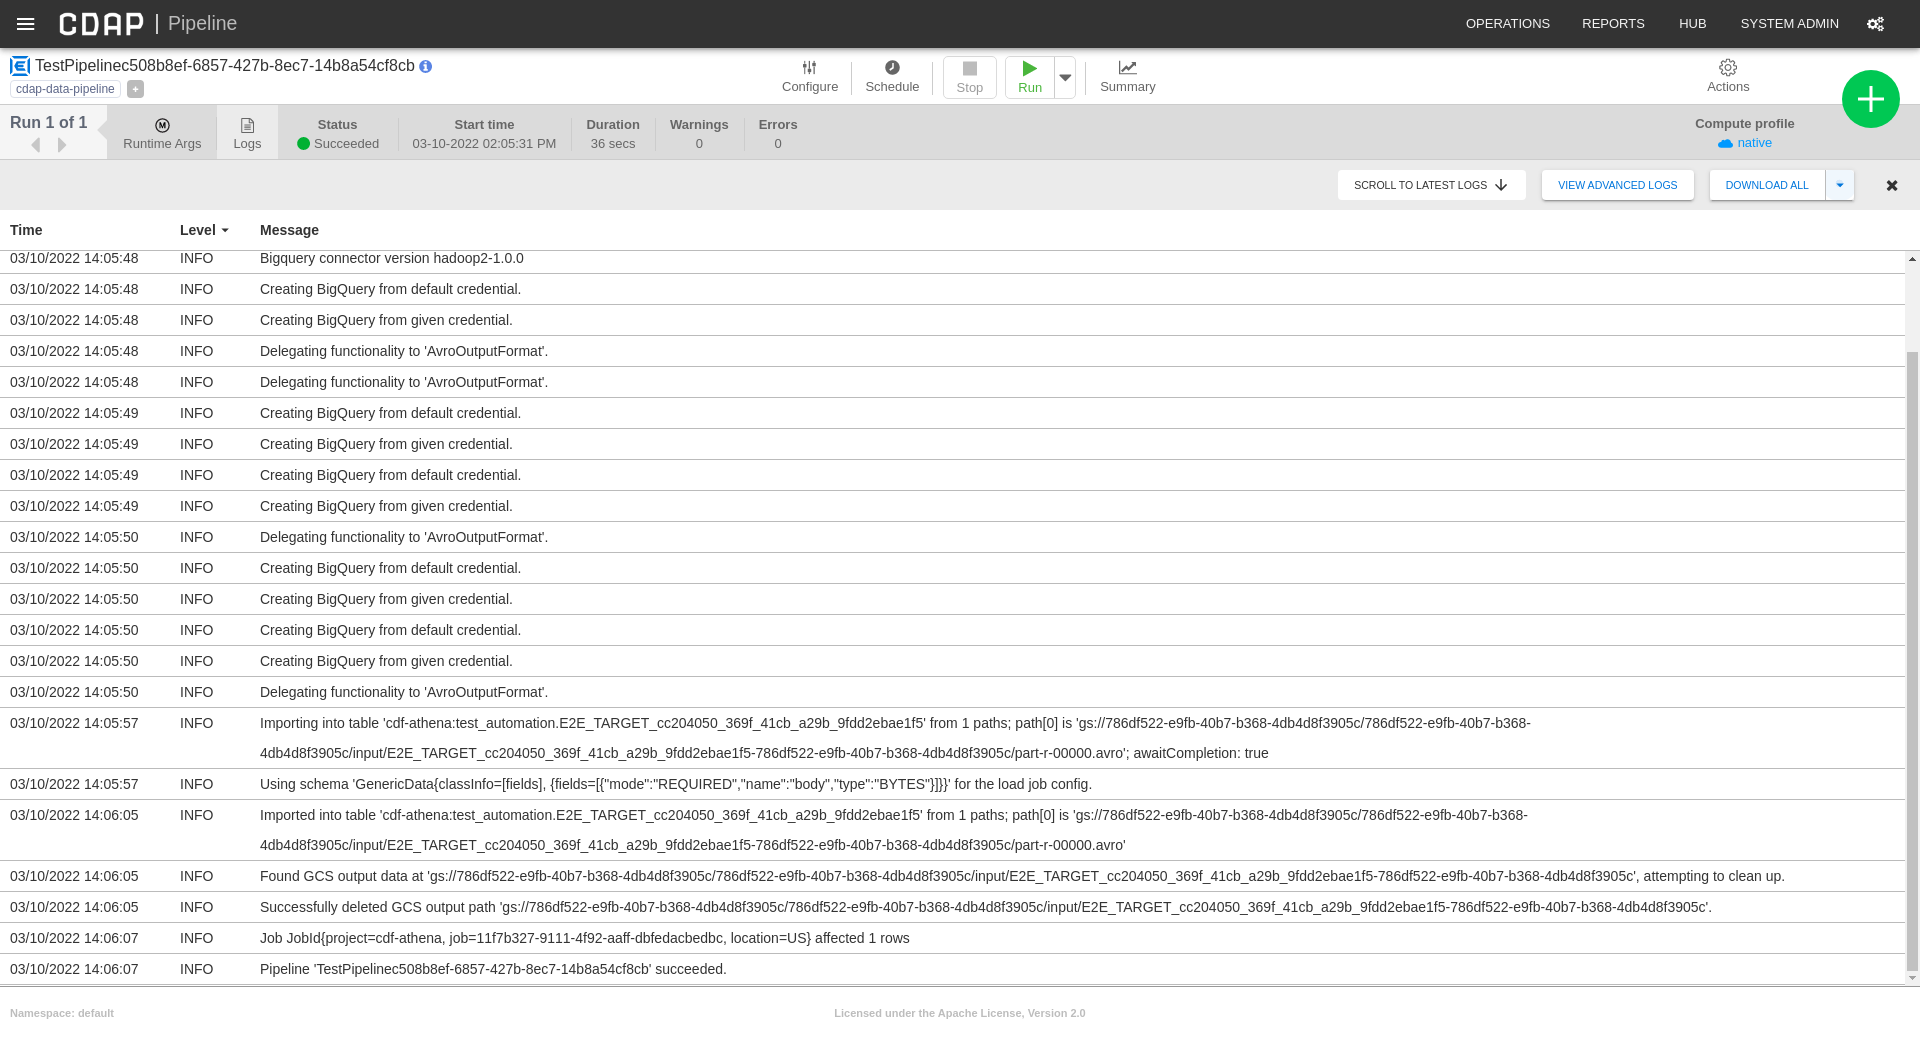 CDAP | Pipeline
OPERATIONS REPORTS HUB SYSTEM ADMIN
TestPipelinec508b8ef-6857-427b-8ec7-14b8a54cf8cb
cdap-data-pipeline +
Configure Schedule Stop Run Summary Actions
Run 1 of 1
M
Runtime Args Logs
Status Start time Duration Warnings Errors Compute profile
Succeeded 03-10-2022 02:05:31 PM 36 secs 0 0 native
SCROLL TO LATEST LOGS VIEW ADVANCED LOGS DOWNLOAD ALL
Time Level Message
03/10/2022 14:05:48 INFO Bigquery connector version hadoop2-1.0.0
03/10/2022 14:05:48 INFO Creating BigQuery from default credential.
03/10/2022 14:05:48 INFO Creating BigQuery from given credential.
03/10/2022 14:05:48 INFO Delegating functionality to 'AvroOutputFormat'.
03/10/2022 14:05:48 INFO Delegating functionality to 'AvroOutputFormat'.
03/10/2022 14:05:49 INFO Creating BigQuery from default credential.
03/10/2022 14:05:49 INFO Creating BigQuery from given credential.
03/10/2022 14:05:49 INFO Creating BigQuery from default credential.
03/10/2022 14:05:49 INFO Creating BigQuery from given credential.
03/10/2022 14:05:50 INFO Delegating functionality to 'AvroOutputFormat'.
03/10/2022 14:05:50 INFO Creating BigQuery from default credential.
03/10/2022 14:05:50 INFO Creating BigQuery from given credential.
03/10/2022 14:05:50 INFO Creating BigQuery from default credential.
03/10/2022 14:05:50 INFO Creating BigQuery from given credential.
03/10/2022 14:05:50 INFO Delegating functionality to 'AvroOutputFormat'.
03/10/2022 14:05:57 INFO Importing into table 'cdf-athena:test_automation.E2E_TARGET_cc204050_369f_41cb_a29b_9fdd2ebae1f5' from 1 paths; path[0] is 'gs://786df522-e9fb-40b7-b368-4db4d8f3905c/786df522-e9fb-40b7-b368-
4db4d8f3905c/input/E2E_TARGET_cc204050_369f_41cb_a29b_9fdd2ebae1f5-786df522-e9fb-40b7-b368-4db4d8f3905c/part-r-00000.avro'; awaitCompletion: true
03/10/2022 14:05:57 INFO Using schema 'GenericData{classInfo=[fields], {fields=[{"mode":"REQUIRED","name":"body","type":"BYTES"}]}}' for the load job config.
03/10/2022 14:06:05 INFO Imported into table 'cdf-athena:test_automation.E2E_TARGET_cc204050_369f_41cb_a29b_9fdd2ebae1f5' from 1 paths; path[0] is 'gs://786df522-e9fb-40b7-b368-4db4d8f3905c/786df522-e9fb-40b7-b368-
4db4d8f3905c/input/E2E_TARGET_cc204050_369f_41cb_a29b_9fdd2ebae1f5-786df522-e9fb-40b7-b368-4db4d8f3905c/part-r-00000.avro'
03/10/2022 14:06:05 INFO Found GCS output data at 'gs://786df522-e9fb-40b7-b368-4db4d8f3905c/786df522-e9fb-40b7-b368-4db4d8f3905c/input/E2E_TARGET_cc204050_369f_41cb_a29b_9fdd2ebae1f5-786df522-e9fb-40b7-b368-4db4d8f3905c', attempting to clean up.
03/10/2022 14:06:05 INFO Successfully deleted GCS output path 'gs://786df522-e9fb-40b7-b368-4db4d8f3905c/786df522-e9fb-40b7-b368-4db4d8f3905c/input/E2E_TARGET_cc204050_369f_41cb_a29b_9fdd2ebae1f5-786df522-e9fb-40b7-b368-4db4d8f3905c'.
03/10/2022 14:06:07 INFO Job JobId{project=cdf-athena, job=11f7b327-9111-4f92-aaff-dbfedacbedbc, location=US} affected 1 rows
03/10/2022 14:06:07 INFO Pipeline 'TestPipelinec508b8ef-6857-427b-8ec7-14b8a54cf8cb' succeeded.
Namespace: default Licensed under the Apache License, Version 2.0